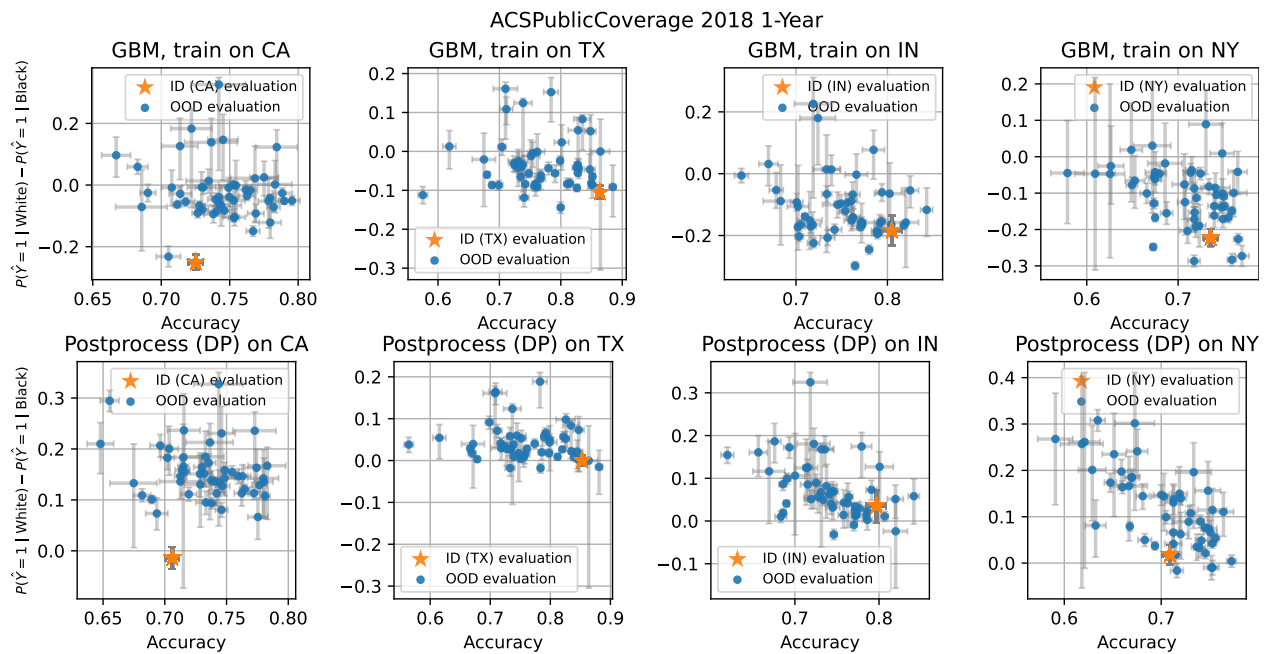 ACSPublicCoverage 2018 1-Year
GBM, train on CA
GBM, train on TX
GBM, train on IN
GBM, train on NY
P(Ŷ = 1 | White) − P(Ŷ = 1 | Black)
0.2
0.0
−0.2
ID (CA) evaluation
OOD evaluation
0.65
0.70
0.75
0.80
Accuracy
0.2
0.1
0.0
−0.1
−0.2
−0.3
ID (TX) evaluation
OOD evaluation
0.6
0.7
0.8
0.9
Accuracy
0.4
0.2
0.0
−0.2
ID (IN) evaluation
OOD evaluation
0.7
0.8
Accuracy
0.2
0.1
0.0
−0.1
−0.2
−0.3
ID (NY) evaluation
OOD evaluation
0.6
0.7
Accuracy
Postprocess (DP) on CA
Postprocess (DP) on TX
Postprocess (DP) on IN
Postprocess (DP) on NY
P(Ŷ = 1 | White) − P(Ŷ = 1 | Black)
0.3
0.2
0.1
0.0
ID (CA) evaluation
OOD evaluation
0.65
0.70
0.75
0.80
Accuracy
0.2
0.1
0.0
−0.1
−0.2
−0.3
ID (TX) evaluation
OOD evaluation
0.6
0.7
0.8
0.9
Accuracy
0.3
0.2
0.1
0.0
−0.1
ID (IN) evaluation
OOD evaluation
0.7
0.8
Accuracy
0.4
0.3
0.2
0.1
0.0
ID (NY) evaluation
OOD evaluation
0.6
0.7
Accuracy